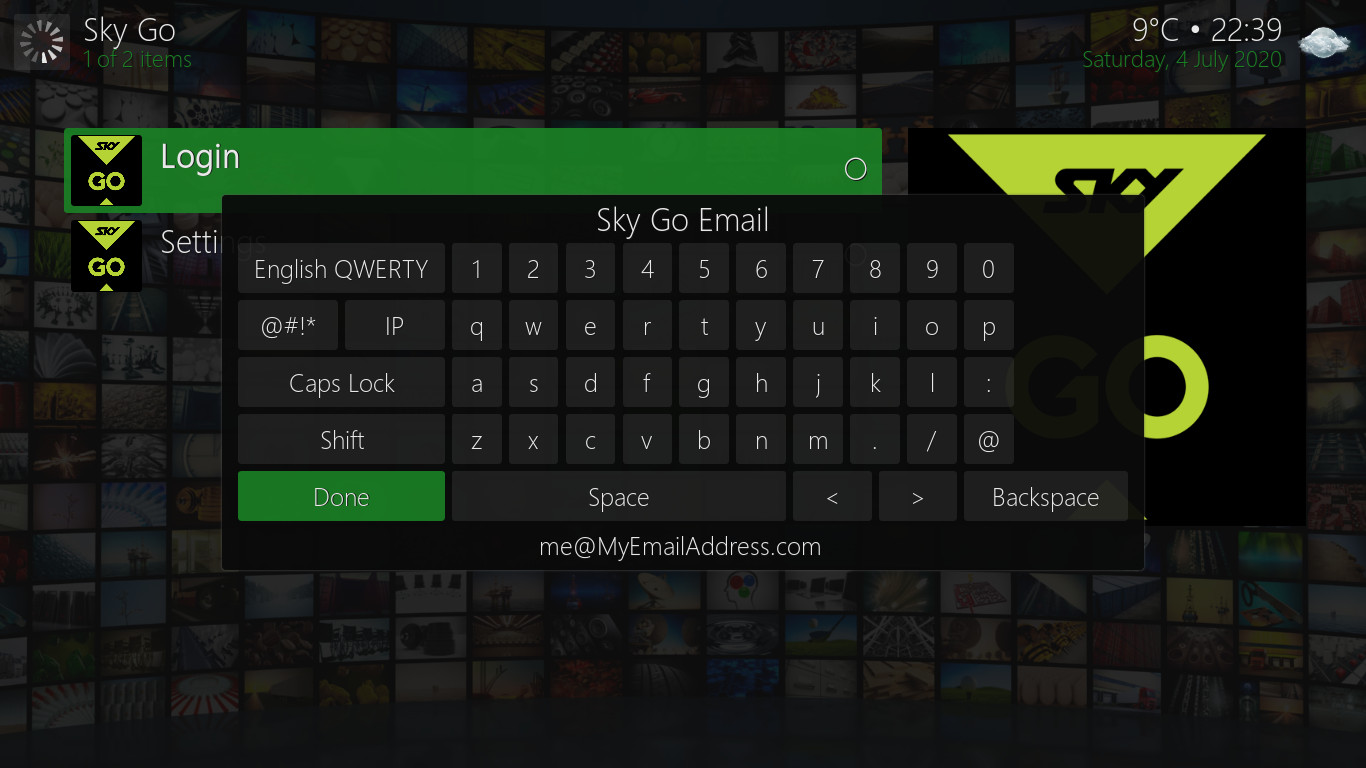 Sky Go
1 of 2 items
9°C • 22:39
Saturday, 4 July 2020
SKY
GO
Login
SKY
GO
Settings
SKY
GO
Sky Go Email
English QWERTY 1 2 3 4 5 6 7 8 9 0
@#!* IP q w e r t y u i o p
Caps Lock a s d f g h j k l :
Shift z x c v b n m . / @
Done Space < > Backspace
me@MyEmailAddress.com